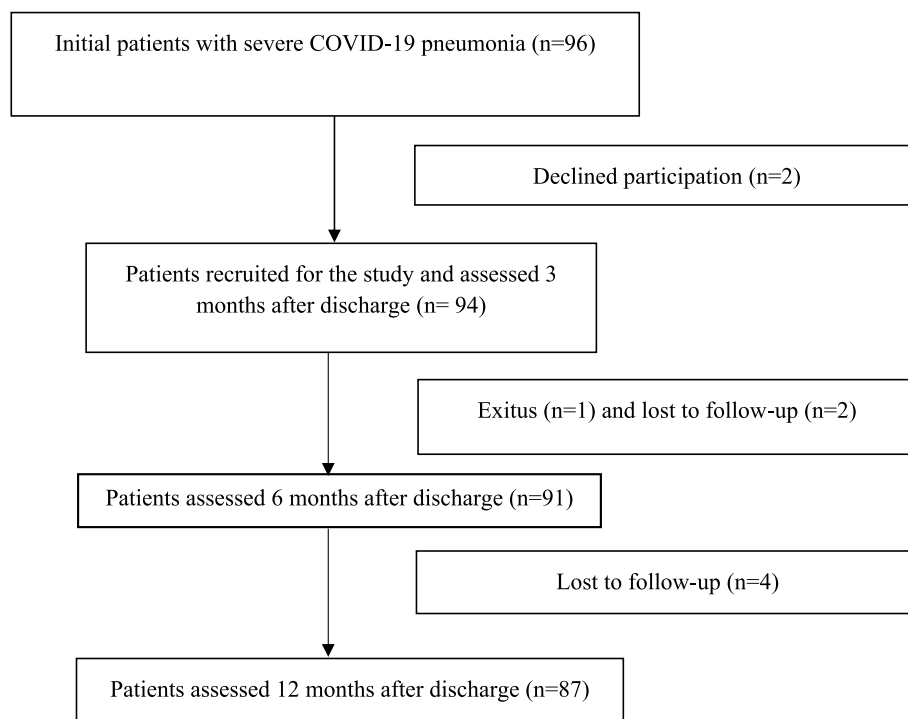 Initial patients with severe COVID-19 pneumonia (n=96)
Declined participation (n=2)
Patients recruited for the study and assessed 3
months after discharge (n= 94)
Exitus (n=1) and lost to follow-up (n=2)
Patients assessed 6 months after discharge (n=91)
Lost to follow-up (n=4)
Patients assessed 12 months after discharge (n=87)